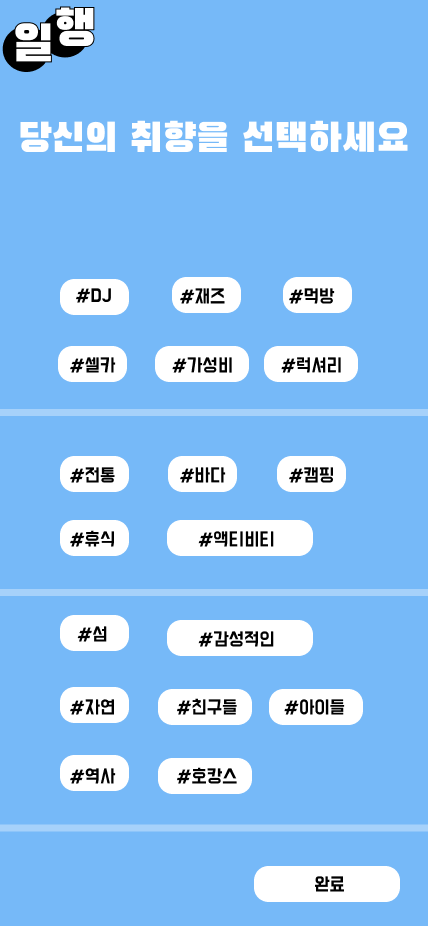 일행
당신의 취향을 선택하세요
#DJ #재즈 #먹방
#셀카 #가성비 #럭셔리
#전통 #바다 #캠핑
#휴식 #액티비티
#섬 #감성적인
#자연 #친구들 #아이들
#역사 #호캉스
완료